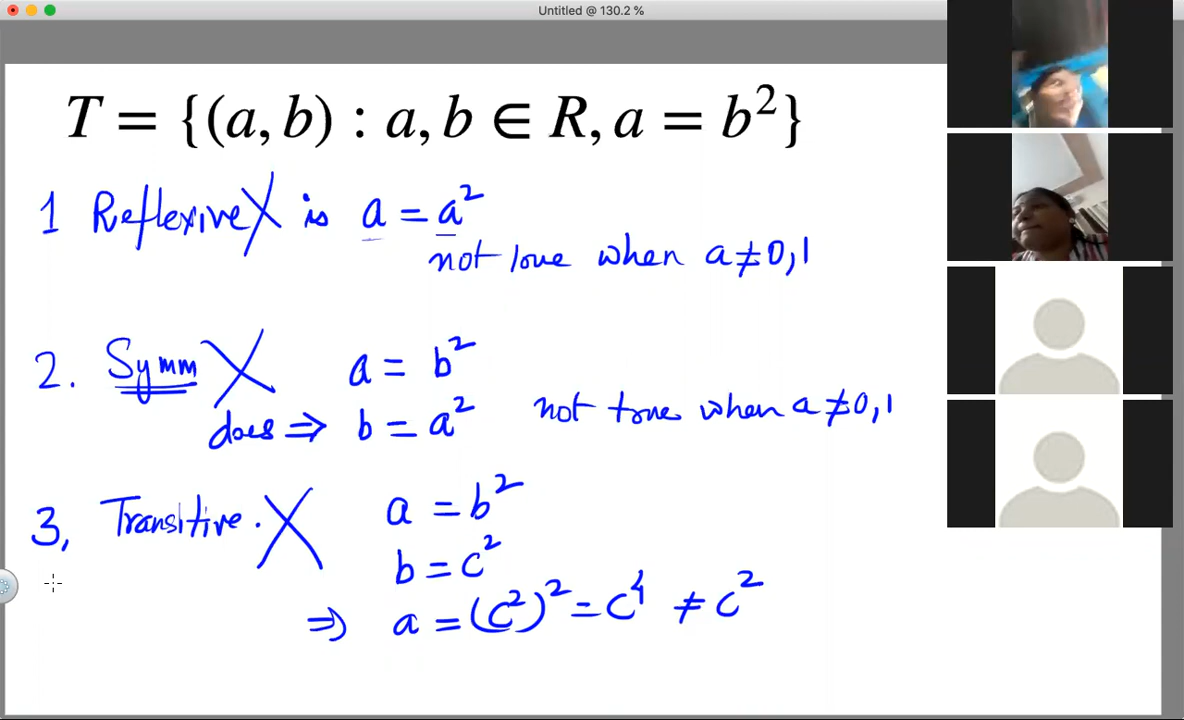 Untitled @ 130.2 %
T = {(a, b) : a, b ∈ R, a = b²}
1 Reflexive X is a = a²
not true when a ≠ 0, 1
2. Symm X a = b²
does ⇒ b = a² not true when a ≠ 0, 1
3, Transitive. X a = b²
b = c²
⇒ a = (c²)² = c⁴ ≠ c²